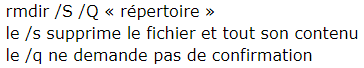 rmdir /S /Q « répertoire »
le /s supprime le fichier et tout son contenu
le /q ne demande pas de confirmation